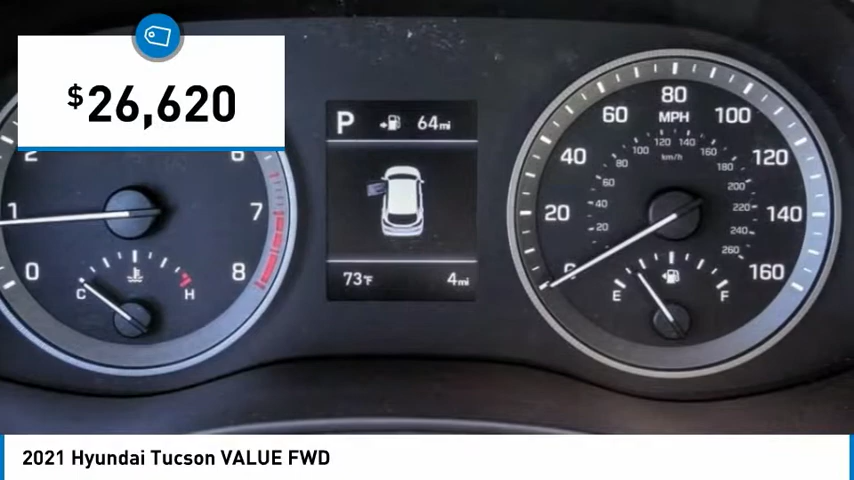 $26,620
P 64mi
73°F 4mi
0 1 2 6 7 8
C H
0 20 40 60 80 100 120 140 160
MPH
20 40 60 80 100 120 140 160 180 200 220 240 260
km/h
E F
2021 Hyundai Tucson VALUE FWD